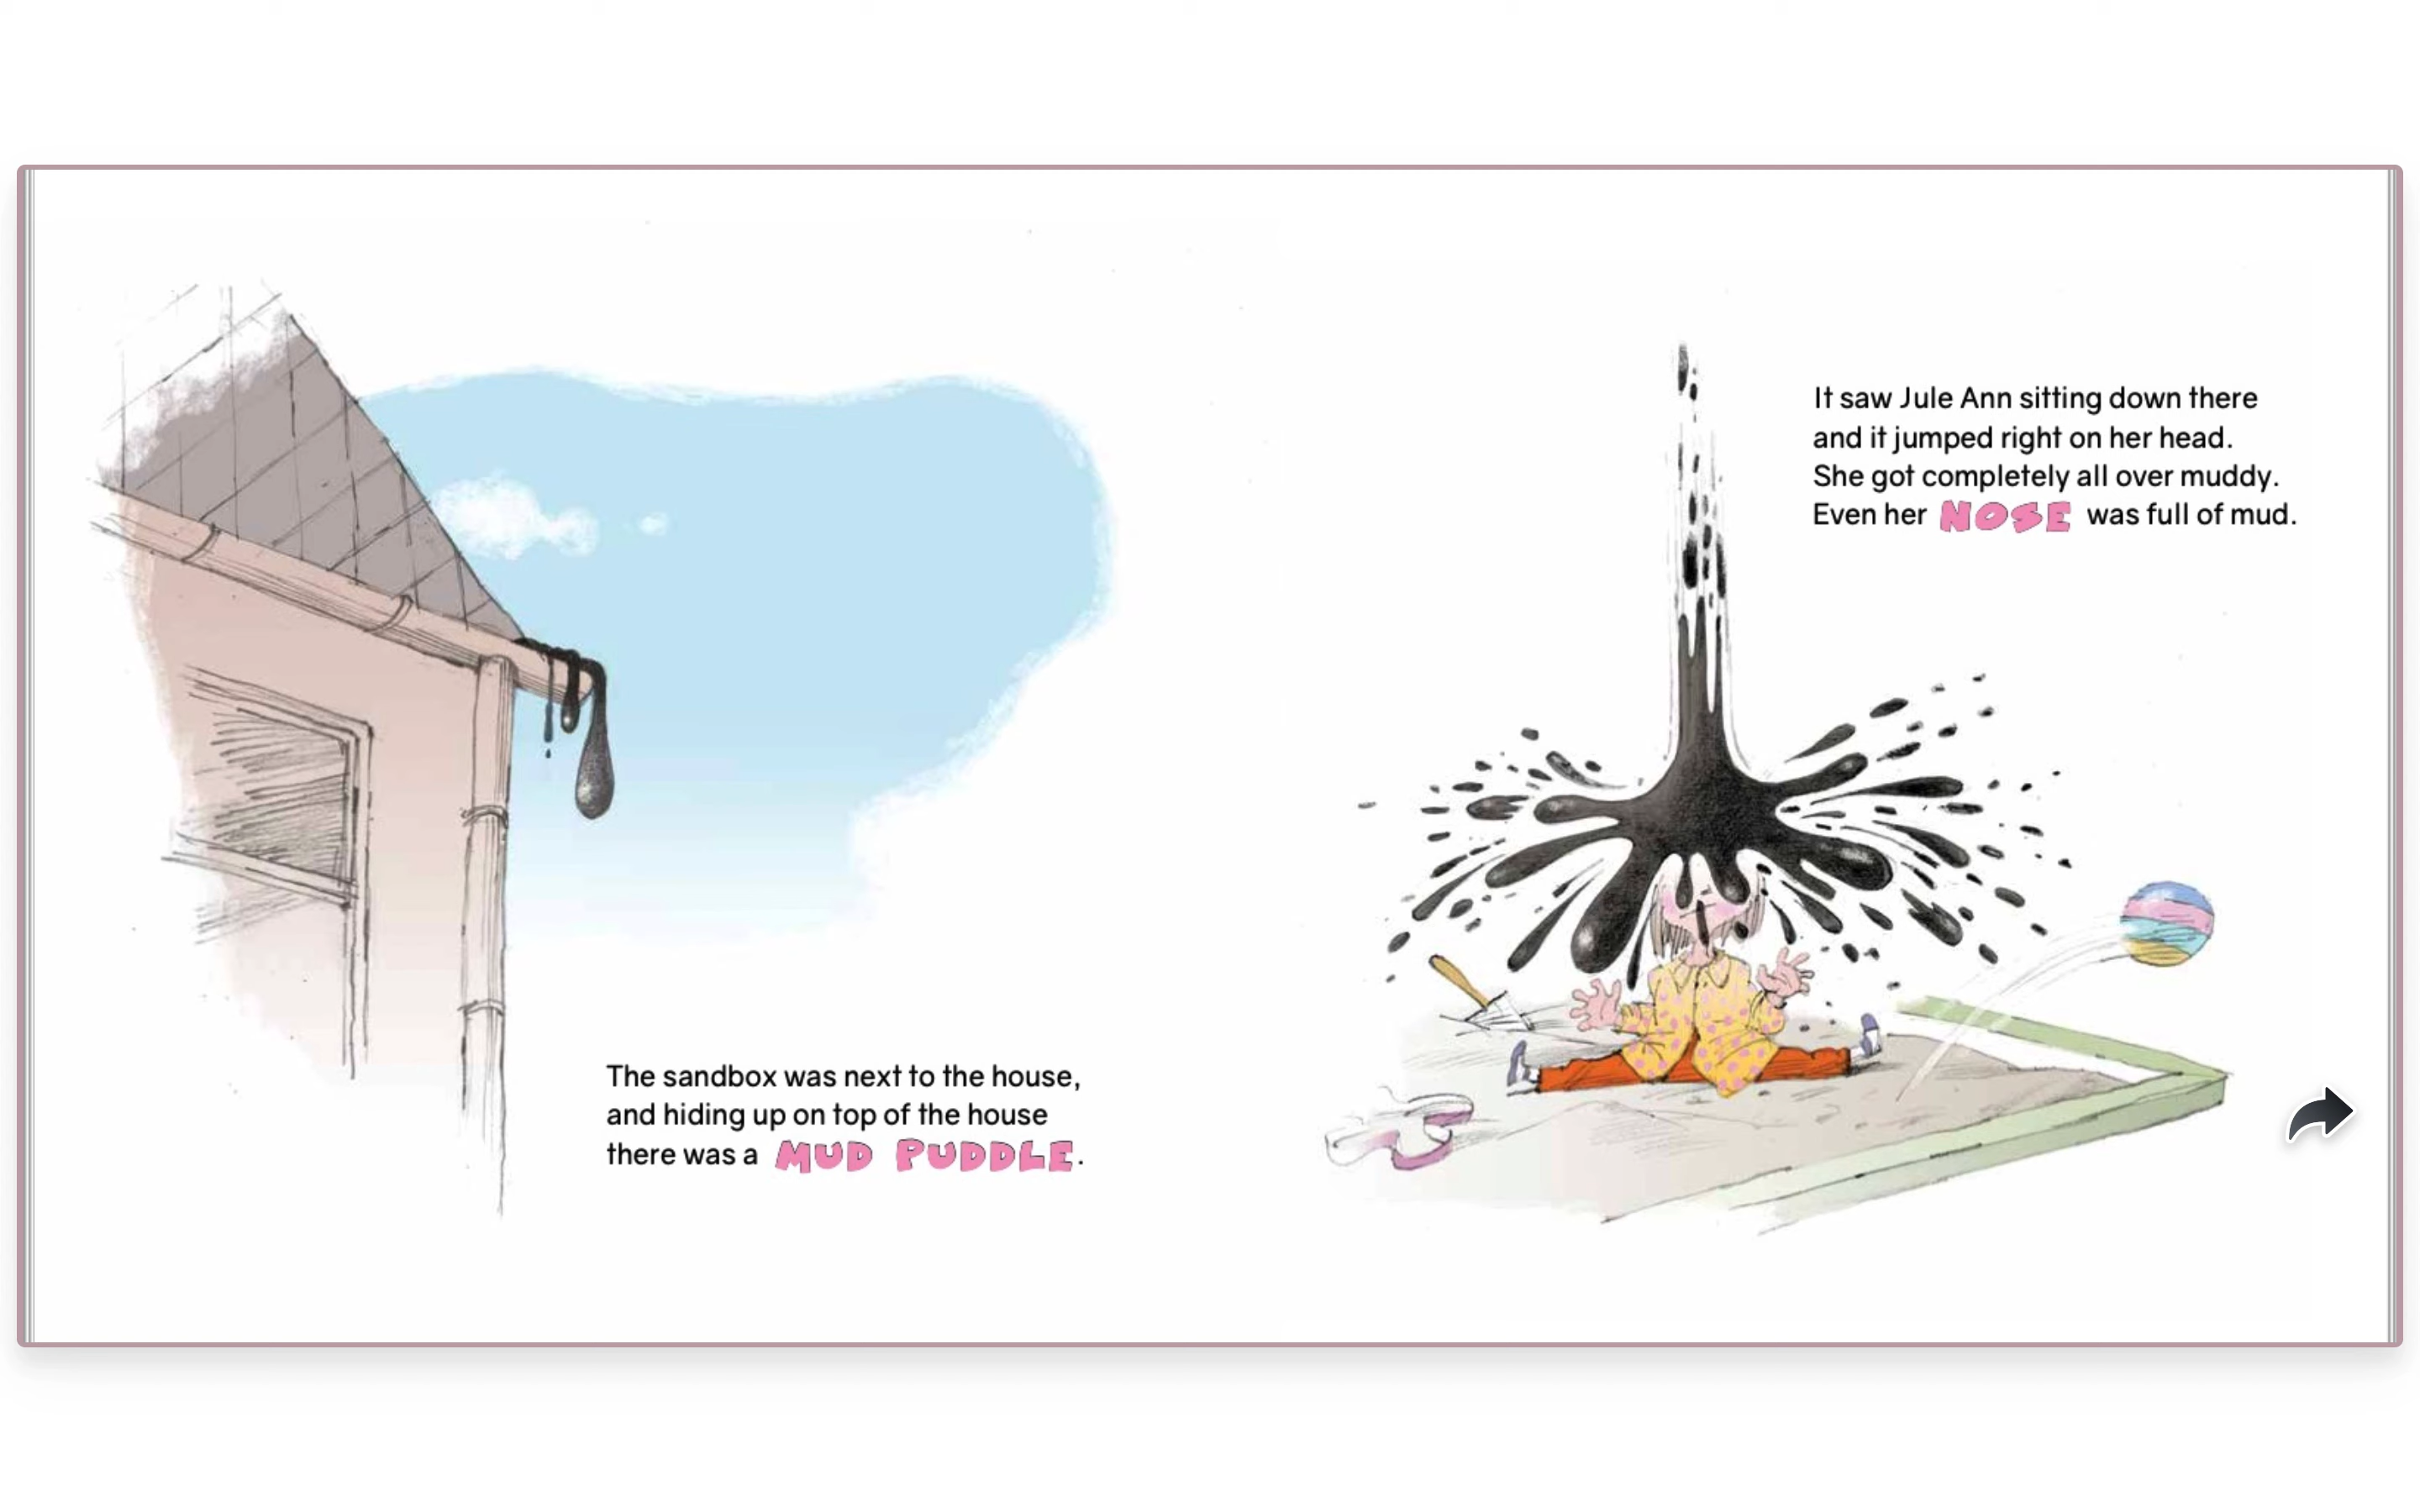 The sandbox was next to the house,
and hiding up on top of the house
there was a MUD PUDDLE.
It saw Jule Ann sitting down there
and it jumped right on her head.
She got completely all over muddy.
Even her NOSE was full of mud.